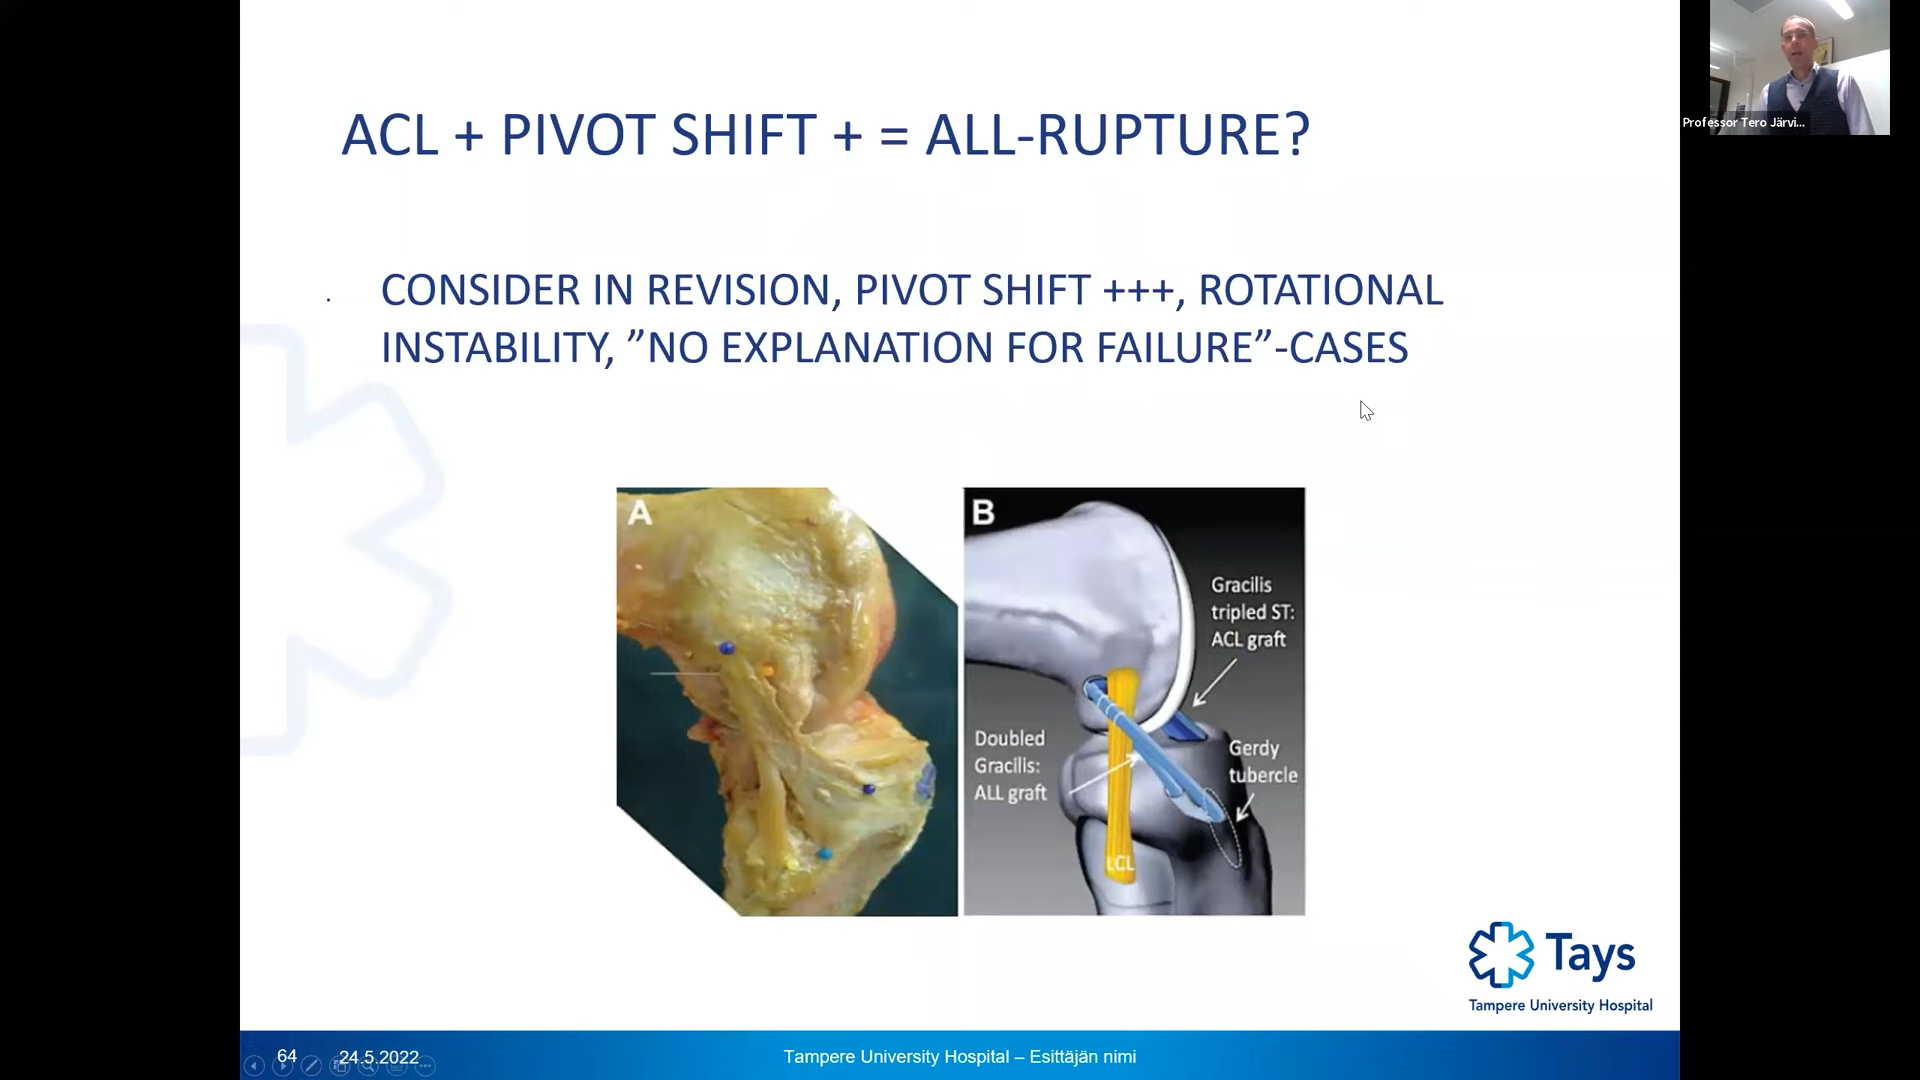 ACL + PIVOT SHIFT + = ALL-RUPTURE?
Professor Tero Järvi...
CONSIDER IN REVISION, PIVOT SHIFT +++, ROTATIONAL
INSTABILITY, ”NO EXPLANATION FOR FAILURE”-CASES
A
B
Gracilis
tripled ST:
ACL graft
Doubled
Gracilis:
ALL graft
Gerdy
tubercle
LCL
Tays
Tampere University Hospital
64
24.5.2022
Tampere University Hospital – Esittäjän nimi